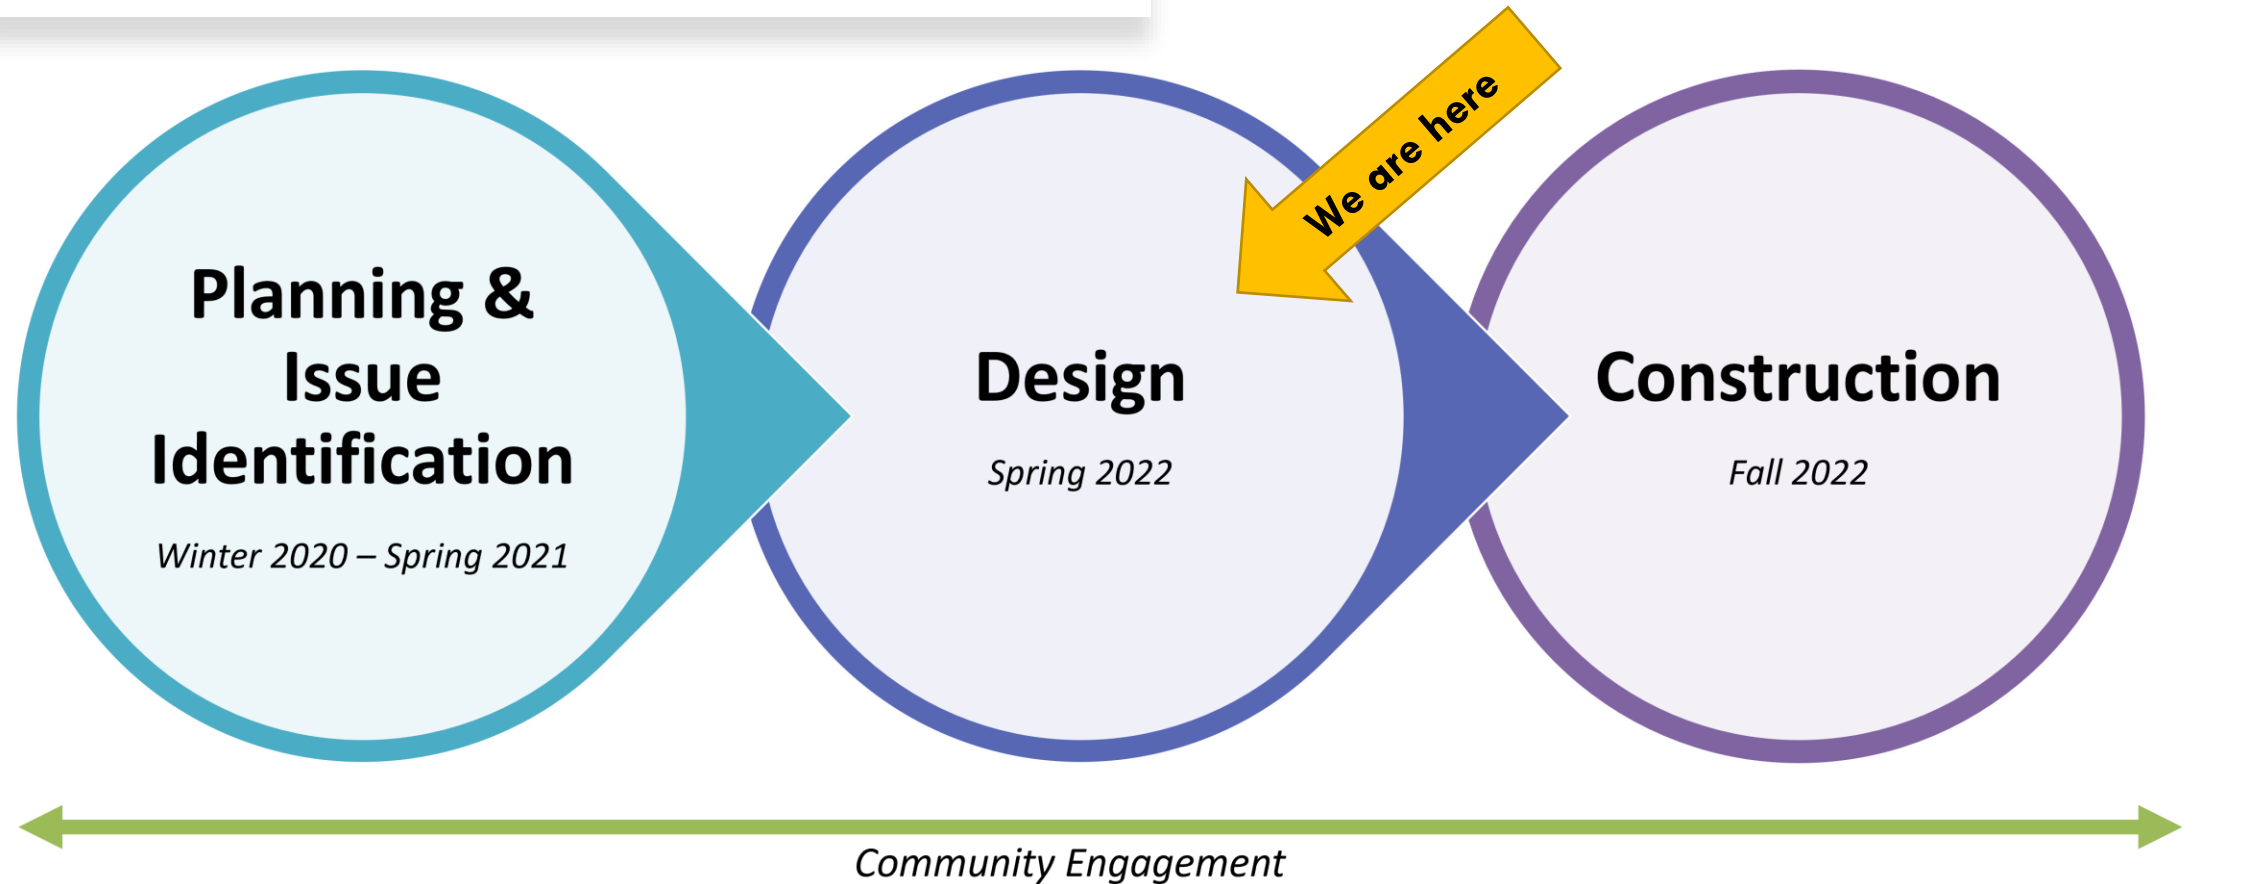 We are here
Planning &
Issue
Identification
Winter 2020 – Spring 2021
Design
Spring 2022
Construction
Fall 2022
Community Engagement